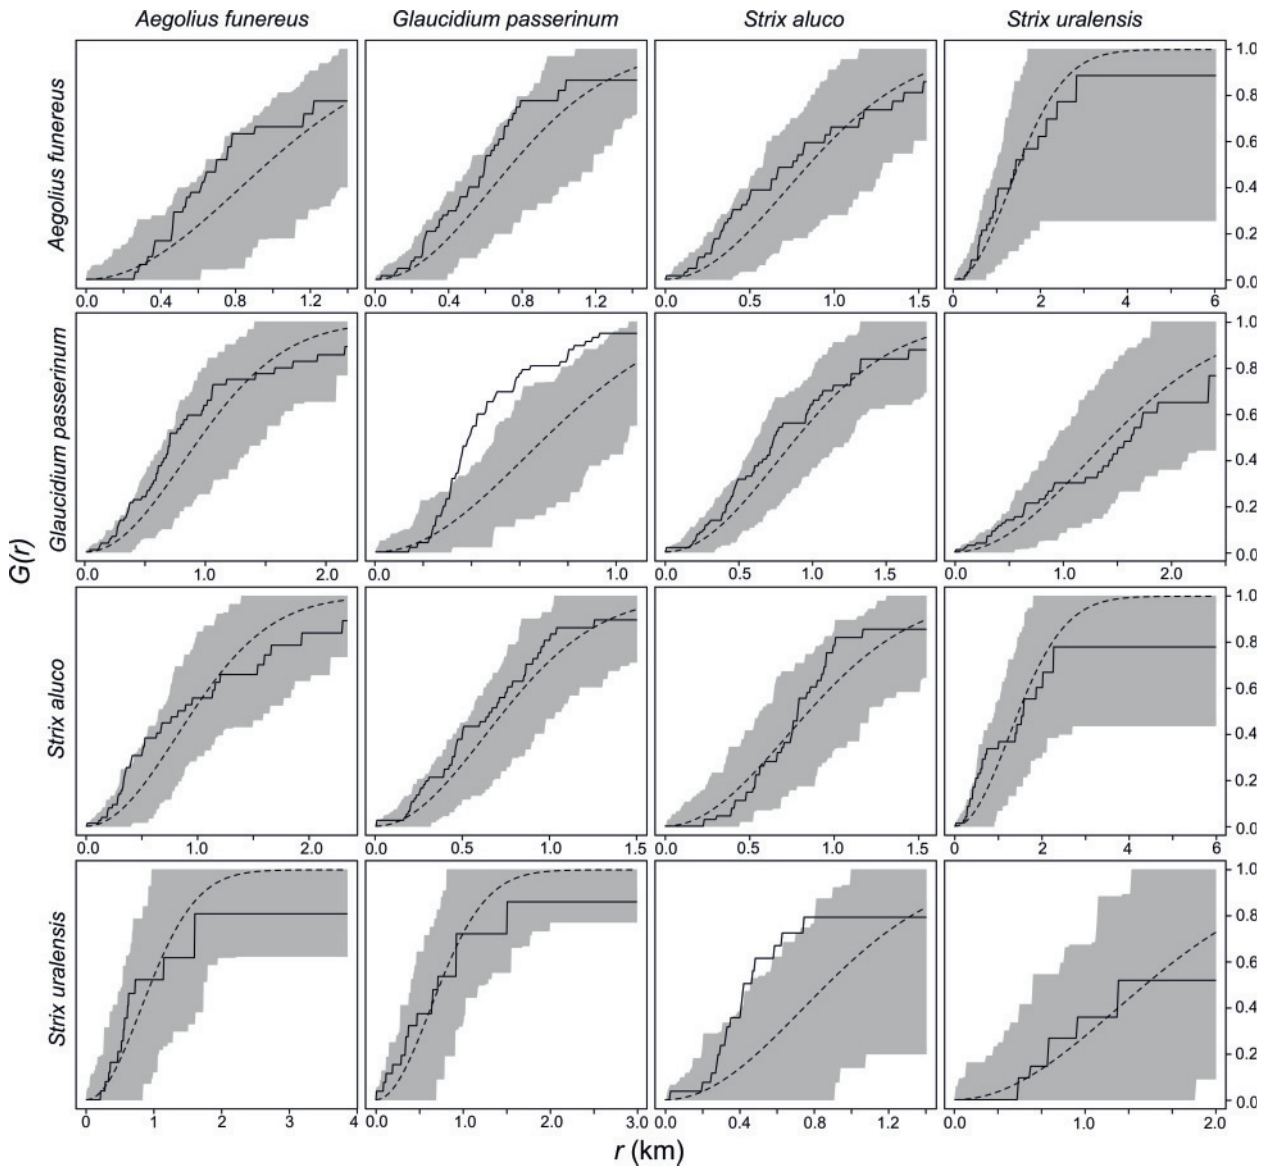 Aegolius funereus Glaucidium passerinum Strix aluco Strix uralensis
Aegolius funereus
1.0
0.8
0.6
0.4
0.2
0.0
0.0 0.4 0.8 1.2 0.0 0.4 0.8 1.2 0.0 0.5 1.0 1.5 0 2 4 6
Glaucidium passerinum
1.0
0.8
0.6
0.4
0.2
0.0
0.0 1.0 2.0 0.0 1.0 0.5 1.0 1.5 0.0 1.0 2.0
G(r)
Strix aluco
1.0
0.8
0.6
0.4
0.2
0.0
0.0 1.0 2.0 0.0 0.5 1.0 1.5 0.0 0.5 1.0 1.5 0 2 4 6
Strix uralensis
1.0
0.8
0.6
0.4
0.2
0.0
0 1 2 3 4 0.0 1.0 2.0 3.0 0.0 0.4 0.8 1.2 0.0 1.0 2.0
r (km)